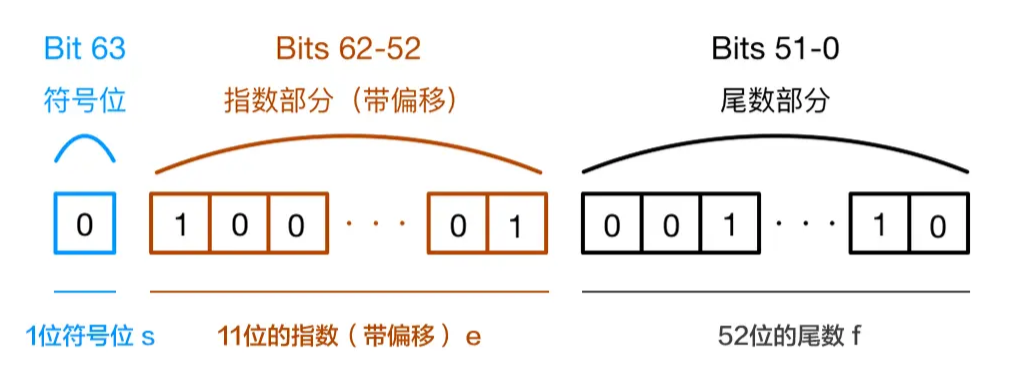 Bit 63 Bits 62-52 Bits 51-0
符号位 指数部分（带偏移） 尾数部分
0 1 0 0 · · · 0 1 0 0 1 · · · 1 0
1位符号位 s 11位的指数（带偏移）e 52位的尾数 f